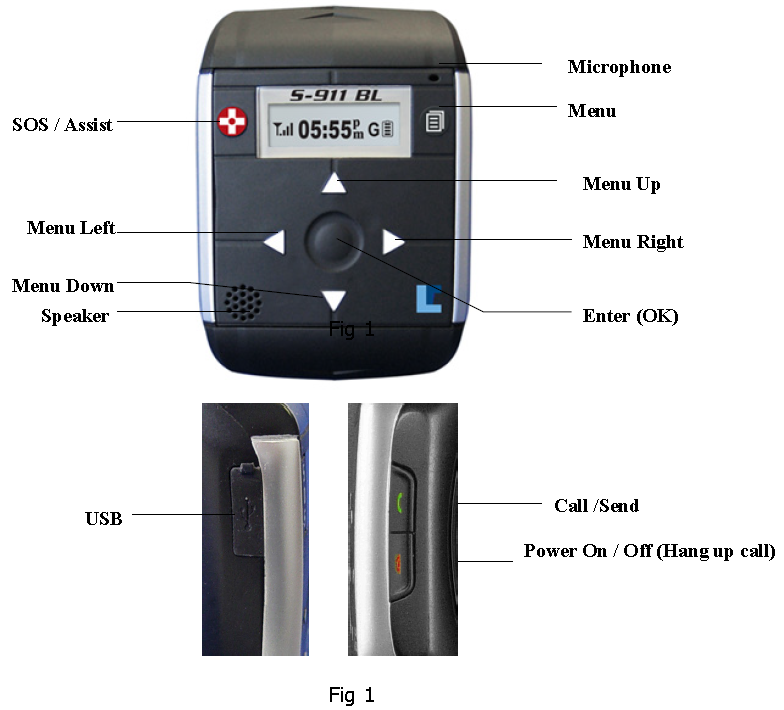 Microphone
S-911 BL
Menu
SOS / Assist
05:55 pm G
Menu Up
Menu Left
Menu Right
Menu Down
Speaker
Enter (OK)
Fig 1
Call /Send
USB
Power On / Off (Hang up call)
Fig 1